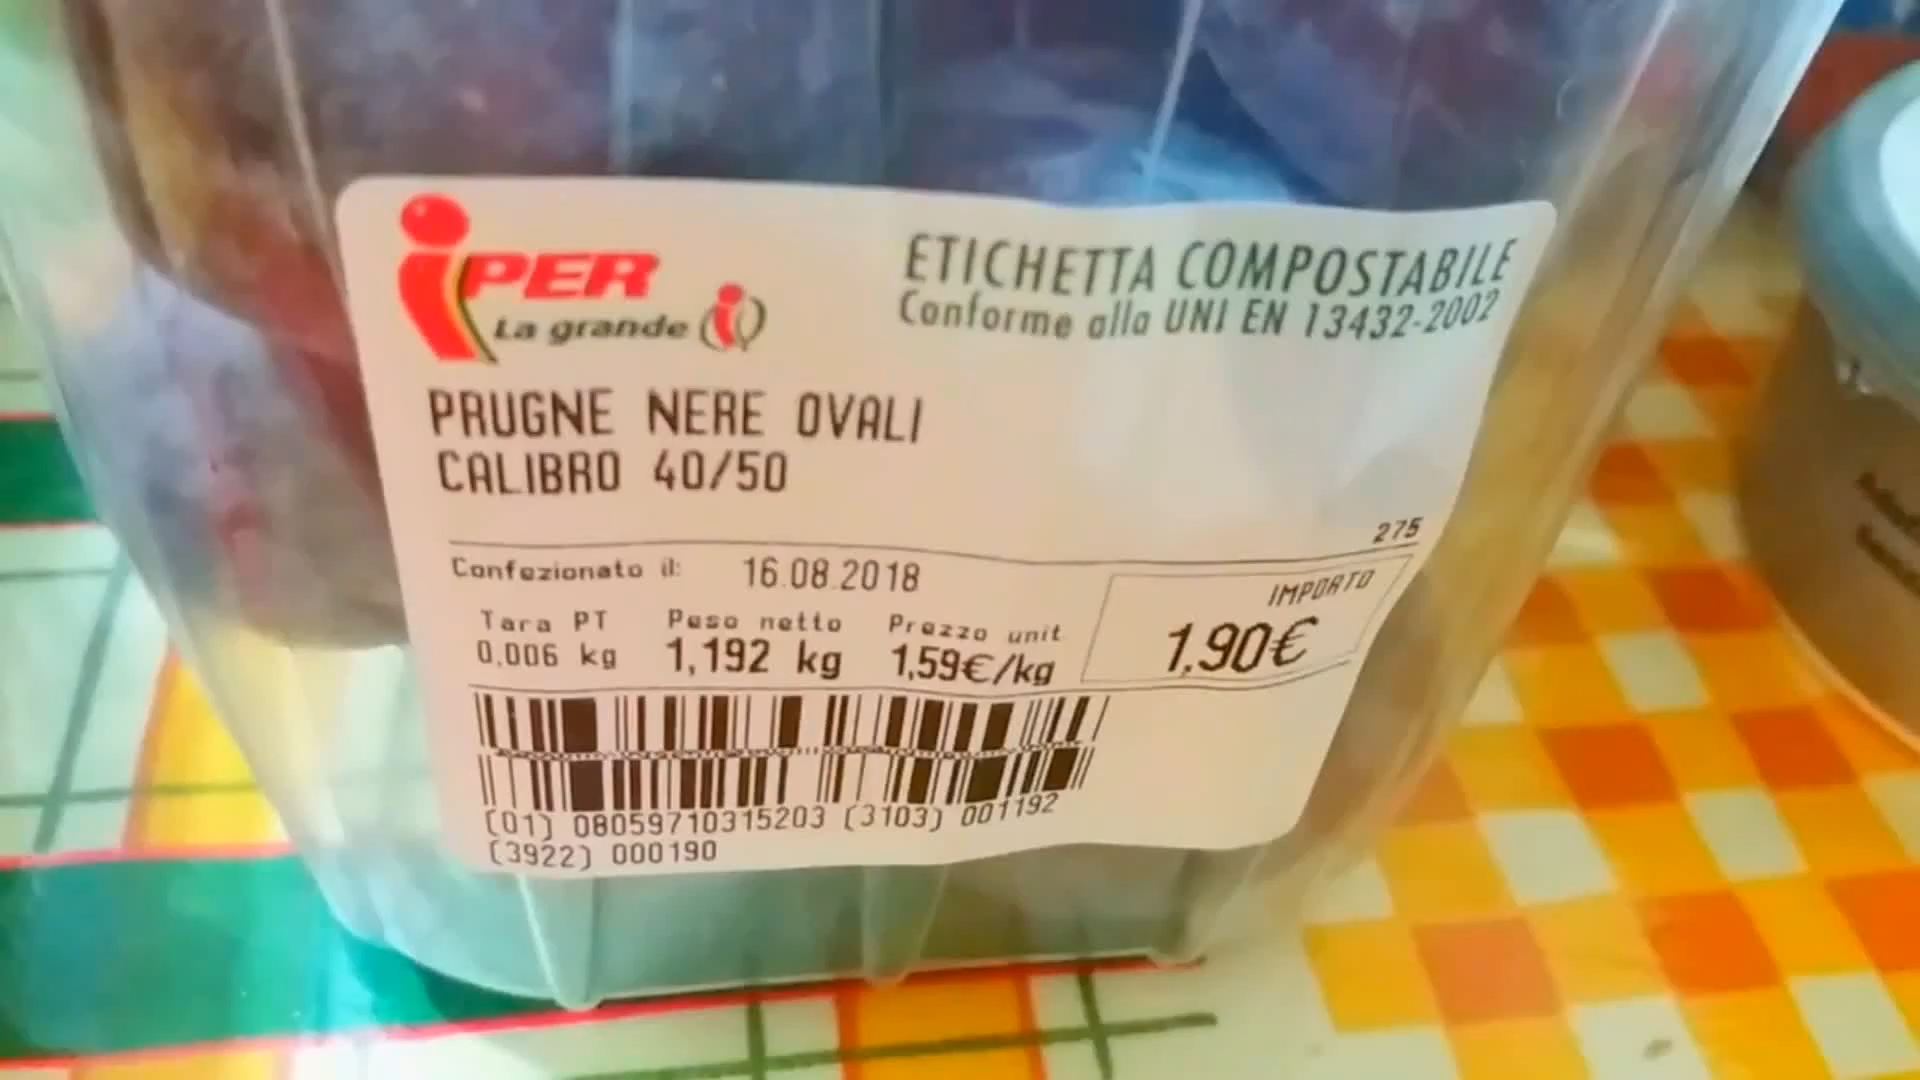 iPER
La grande i
ETICHETTA COMPOSTABILE
Conforme alla UNI EN 13432-2002
PRUGNE NERE OVALI
CALIBRO 40/50
275
Confezionato il: 16.08.2018
IMPORTO
Tara PT Peso netto Prezzo unit
0,006 kg 1,192 kg 1,59€/kg 1,90€
(01) 08059710315203 (3103) 001192
(3922) 000190